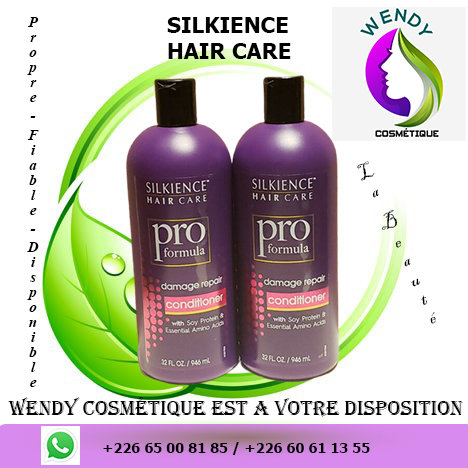 SILKIENCE
HAIR CARE
WENDY
COSMÉTIQUE
Propre-Fiable-Disponible
La Beauté
SILKIENCE™
HAIR CARE
pro
formula
damage repair
conditioner
with Soy Protein &
Essential Amino Acids
32 FL. OZ. / 946 mL
SILKIENCE™
HAIR CARE
pro
formula
damage repair
conditioner
with Soy Protein &
Essential Amino Acids
32 FL. OZ. / 946 mL
WENDY COSMETIQUE EST A VOTRE DISPOSITION
+226 65 00 81 85 / +226 60 61 13 55